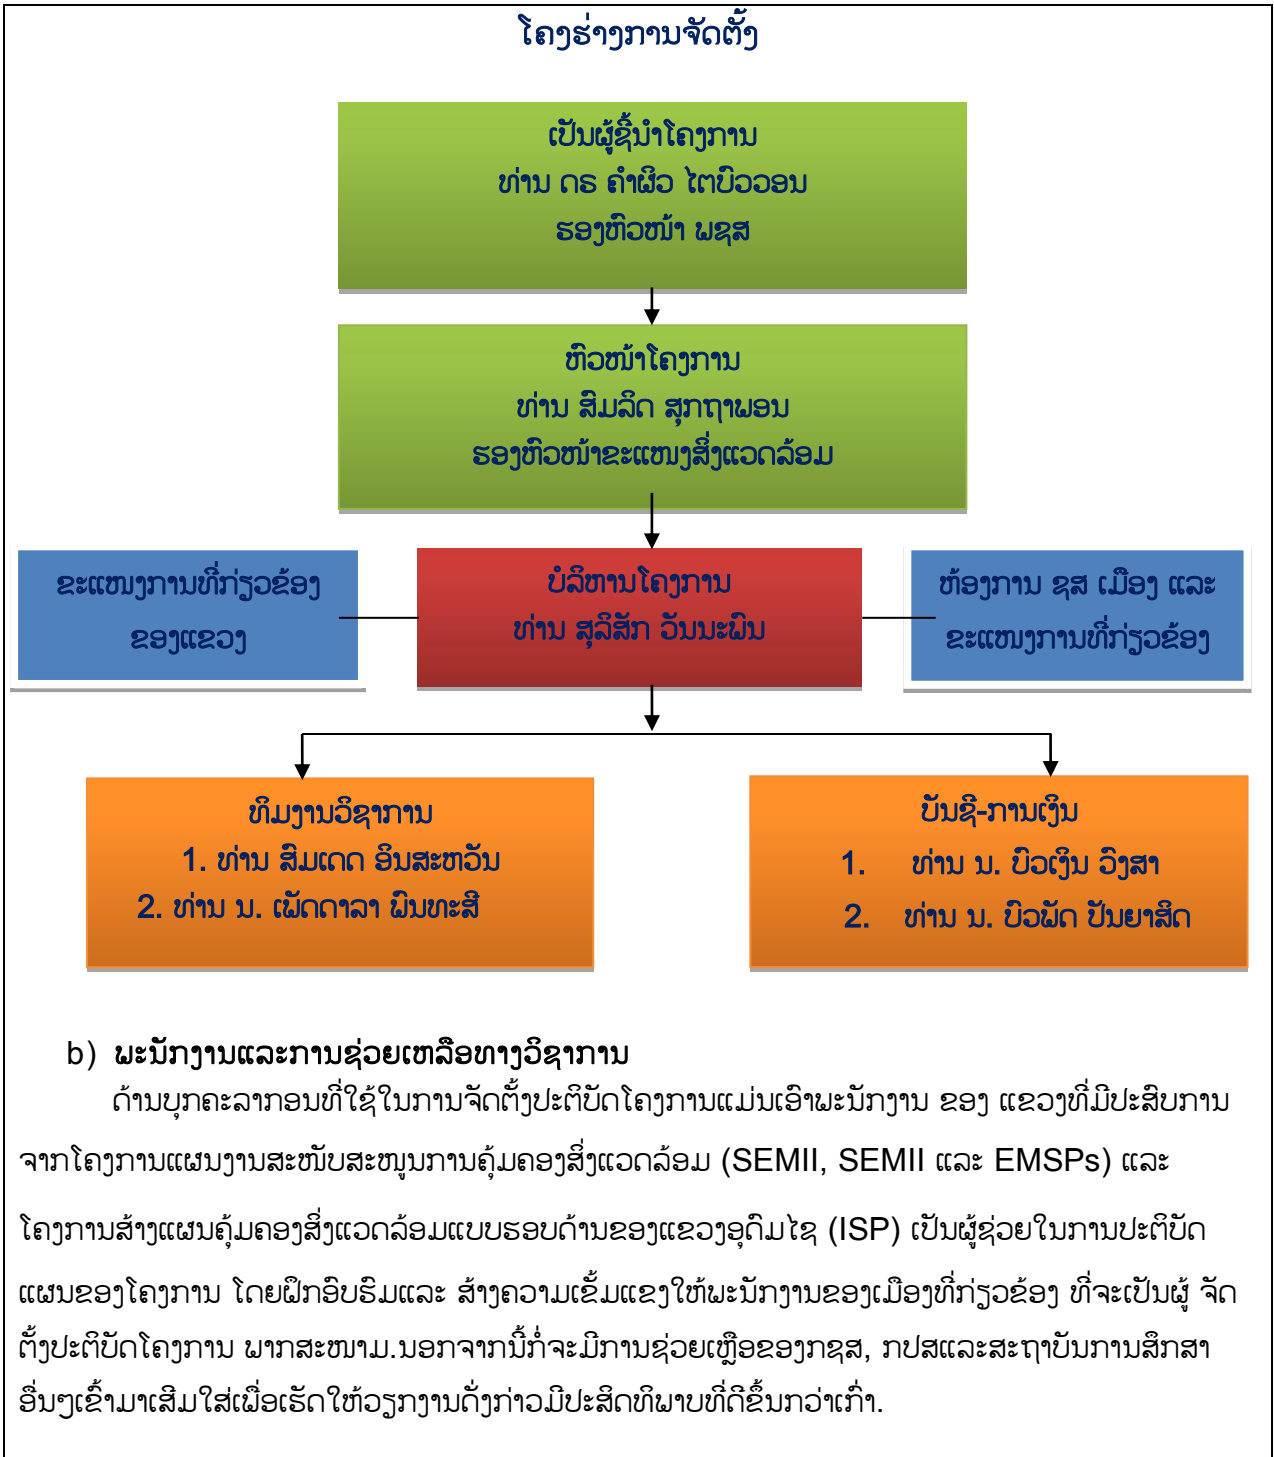 ໂຄງຮ່າງການຈັດຕັ້ງ
ເປັນຜູ້ຊີ້ນຳໂຄງການ
ທ່ານ ດຣ ຄຳຜິວ ໄຕບົວວອນ
ຮອງຫົວໜ້າ ພຊສ
ຫົວໜ້າໂຄງການ
ທ່ານ ສົມລິດ ສຸກຖາພອນ
ຮອງຫົວໜ້າຂະແໜງສິ່ງແວດລ້ອມ
ຂະແໜງການທີ່ກ່ຽວຂ້ອງ
ຂອງແຂວງ
ບໍລິຫານໂຄງການ
ທ່ານ ສຸລິສັກ ວັນນະພົນ
ຫ້ອງການ ຊສ ເມືອງ ແລະ
ຂະແໜງການທີ່ກ່ຽວຂ້ອງ
ທິມງານວິຊາການ
1. ທ່ານ ສົມເດດ ອິນສະຫວັນ
2. ທ່ານ ນ. ເພັດດາລາ ພົນທະສີ
ບັນຊີ-ການເງິນ
1. ທ່ານ ນ. ບົວເງິນ ວົງສາ
2. ທ່ານ ນ. ບົວພັດ ປັນຍາສິດ
b) ພະນັກງານແລະການຊ່ວຍເຫລືອທາງວິຊາການ
ດ້ານບຸກຄະລາກອນທີ່ໃຊ້ໃນການຈັດຕັ້ງປະຕິບັດໂຄງການແມ່ນເອົາພະນັກງານ ຂອງ ແຂວງທີ່ມີປະສົບການ
ຈາກໂຄງການແຜນງານສະໜັບສະໜູນການຄຸ້ມຄອງສິ່ງແວດລ້ອມ (SEMII, SEMII ແລະ EMSPs) ແລະ
ໂຄງການສ້າງແຜນຄຸ້ມຄອງສິ່ງແວດລ້ອມແບບຮອບດ້ານຂອງແຂວງອຸດົມໄຊ (ISP) ເປັນຜູ້ຊ່ວຍໃນການປະຕິບັດ
ແຜນຂອງໂຄງການ ໂດຍຝຶກອົບຮົມແລະ ສ້າງຄວາມເຂັ້ມແຂງໃຫ້ພະນັກງານຂອງເມືອງທີ່ກ່ຽວຂ້ອງ ທີ່ຈະເປັນຜູ້ ຈັດ
ຕັ້ງປະຕິບັດໂຄງການ ພາກສະໜາມ.ນອກຈາກນີ້ກໍ່ຈະມີການຊ່ວຍເຫຼືອຂອງກຊສ, ກປສແລະສະຖາບັນການສຶກສາ
ອື່ນໆເຂົ້າມາເສີມໃສ່ເພື່ອເຮັດໃຫ້ວຽກງານດັ່ງກ່າວມີປະສິດທິພາບທີ່ດີຂຶ້ນກວ່າເກົ່າ.